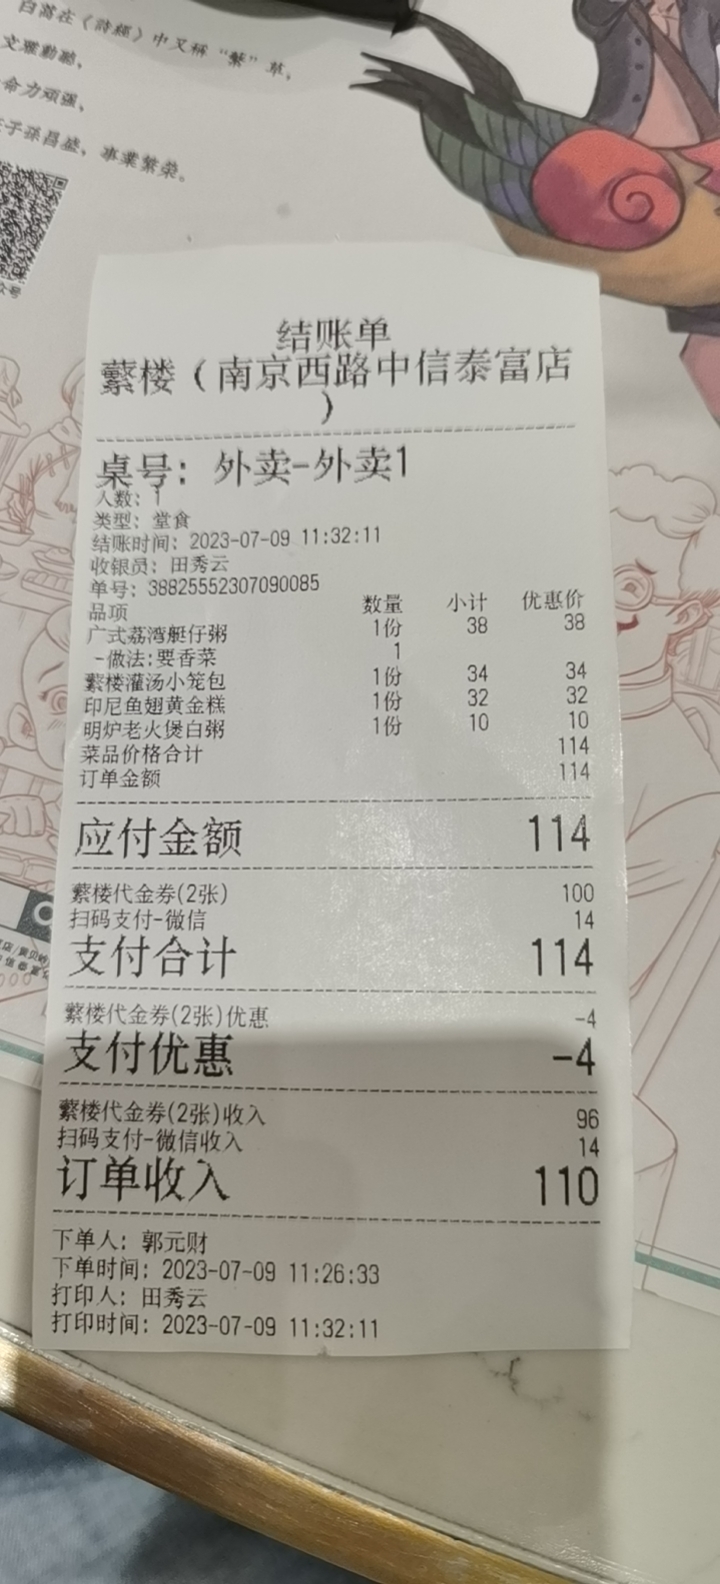 白蒿在《詩經》中又稱“蘩”草，
文雅動聽，
命力頑强，
子孫昌盛，事業繁榮。
众号
结账单
蘩楼（南京西路中信泰富店
）
桌号：外卖-外卖1
人数：1
类型：堂食
结账时间：2023-07-09 11:32:11
收银员：田秀云
单号：38825552307090085
品项 数量 小计 优惠价
广式荔湾艇仔粥 1份 38 38
-做法:要香菜 1
蘩楼灌汤小笼包 1份 34 34
印尼鱼翅黄金糕 1份 32 32
明炉老火煲白粥 1份 10 10
菜品价格合计 114
订单金额 114
应付金额 114
蘩楼代金券(2张) 100
扫码支付-微信 14
支付合计 114
蘩楼代金券(2张)优惠 -4
支付优惠 -4
蘩楼代金券(2张)收入 96
扫码支付-微信收入 14
订单收入 110
下单人：郭元财
下单时间：2023-07-09 11:26:33
打印人：田秀云
打印时间：2023-07-09 11:32:11